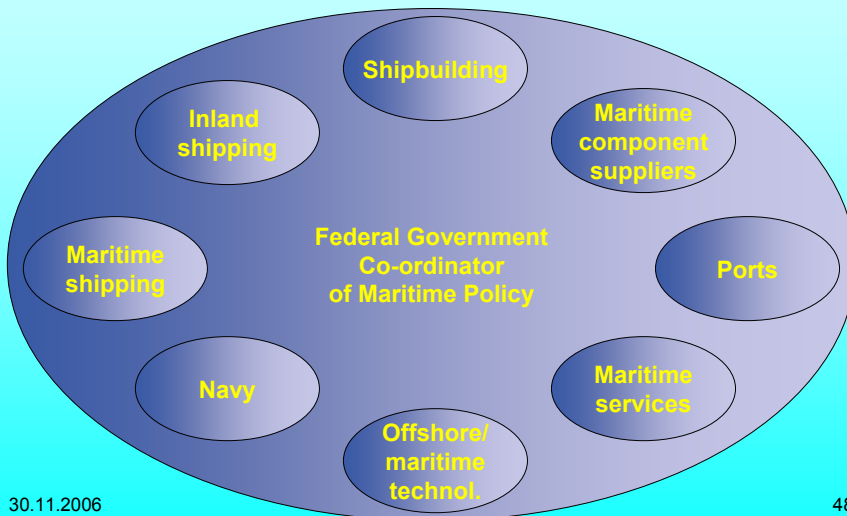 Shipbuilding
Inland
shipping
Maritime
component
suppliers
Maritime
shipping
Federal Government
Co-ordinator
of Maritime Policy
Ports
Navy
Maritime
services
Offshore/
maritime
technol.
30.11.2006
48